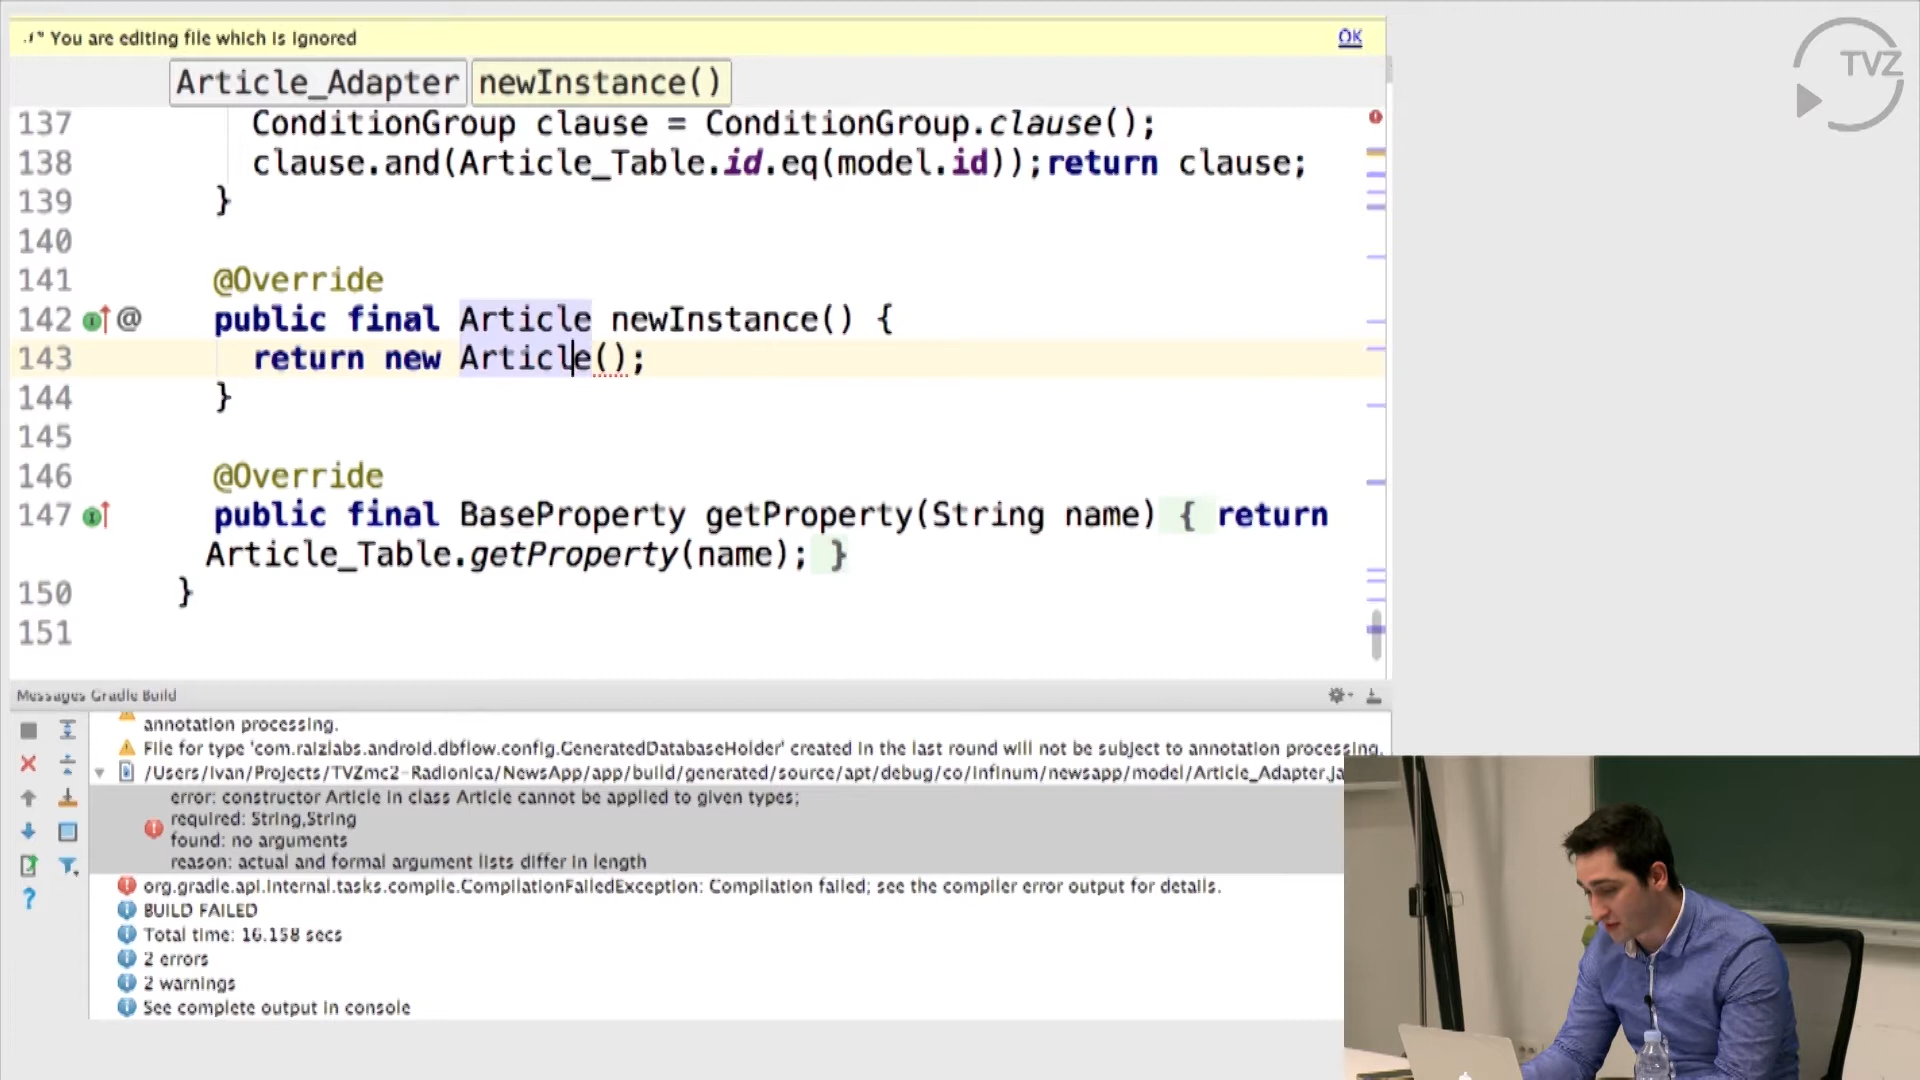 You are editing file which is ignored
OK
TVZ
Article_Adapter newInstance()
137 ConditionGroup clause = ConditionGroup.clause();
138 clause.and(Article_Table.id.eq(model.id));return clause;
139 }
140
141 @Override
142 @ public final Article newInstance() {
143 return new Article();
144 }
145
146 @Override
147 public final BaseProperty getProperty(String name) { return
Article_Table.getProperty(name); }
150 }
151
Messages Gradle Build
annotation processing.
File for type 'com.raizlabs.android.dbflow.config.GeneratedDatabaseHolder' created in the last round will not be subject to annotation processing.
/Users/Ivan/Projects/TVZmc2-Radionica/NewsApp/app/build/generated/source/apt/debug/co/infinum/newsapp/model/Article_Adapter.ja
error: constructor Article in class Article cannot be applied to given types;
required: String,String
found: no arguments
reason: actual and formal argument lists differ in length
org.gradle.api.internal.tasks.compile.CompilationFailedException: Compilation failed; see the compiler error output for details.
BUILD FAILED
Total time: 16.158 secs
2 errors
2 warnings
See complete output in console